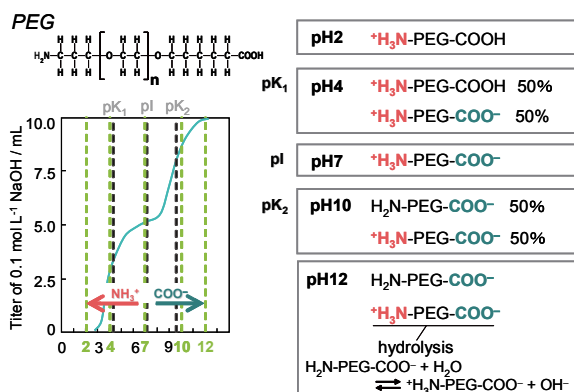 PEG
H H H H H H H H H H
H₂N-C-C-C-[O-C-C-]O-C-C-C-C-C-COOH
H H H H H H H H H H
n
pK₁ pI pK₂
10.0
7.5
5.0
2.5
0
Titer of 0.1 mol L⁻¹ NaOH / mL
NH₃⁺ COO⁻
0 2 3 4 6 7 9 10 12
pH2 ⁺H₃N-PEG-COOH
pK₁ pH4 ⁺H₃N-PEG-COOH 50%
⁺H₃N-PEG-COO⁻ 50%
pI pH7 ⁺H₃N-PEG-COO⁻
pK₂ pH10 H₂N-PEG-COO⁻ 50%
⁺H₃N-PEG-COO⁻ 50%
pH12 H₂N-PEG-COO⁻
⁺H₃N-PEG-COO⁻
hydrolysis
H₂N-PEG-COO⁻ + H₂O
⇌ ⁺H₃N-PEG-COO⁻ + OH⁻